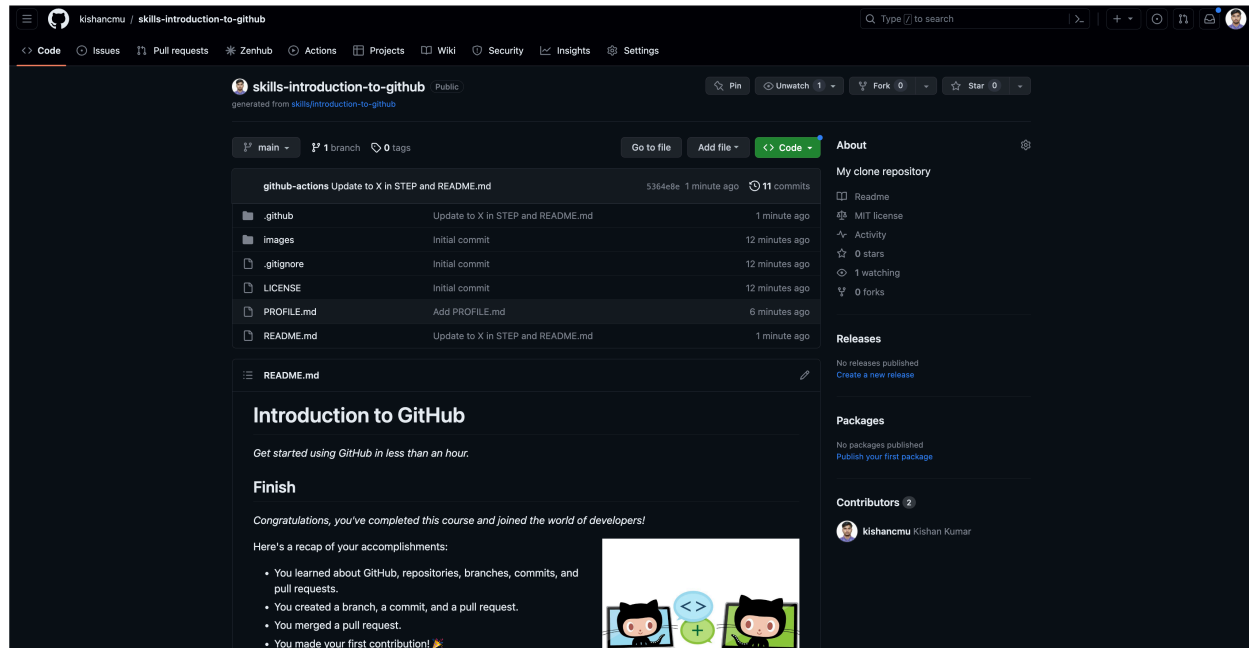 kishancmu / skills-introduction-to-github
Type / to search
Code Issues Pull requests Zenhub Actions Projects Wiki Security Insights Settings
skills-introduction-to-github Public
Pin Unwatch 1 Fork 0 Star 0
generated from skills/introduction-to-github
main 1 branch 0 tags
Go to file Add file <> Code
github-actions Update to X in STEP and README.md 5364e8e 1 minute ago 11 commits
.github Update to X in STEP and README.md 1 minute ago
images Initial commit 12 minutes ago
.gitignore Initial commit 12 minutes ago
LICENSE Initial commit 12 minutes ago
PROFILE.md Add PROFILE.md 6 minutes ago
README.md Update to X in STEP and README.md 1 minute ago
README.md
Introduction to GitHub
Get started using GitHub in less than an hour.
Finish
Congratulations, you've completed this course and joined the world of developers!
Here's a recap of your accomplishments:
• You learned about GitHub, repositories, branches, commits, and
pull requests.
• You created a branch, a commit, and a pull request.
• You merged a pull request.
• You made your first contribution! 🎉
<>
+
About
My clone repository
Readme
MIT license
Activity
0 stars
1 watching
0 forks
Releases
No releases published
Create a new release
Packages
No packages published
Publish your first package
Contributors 2
kishancmu Kishan Kumar